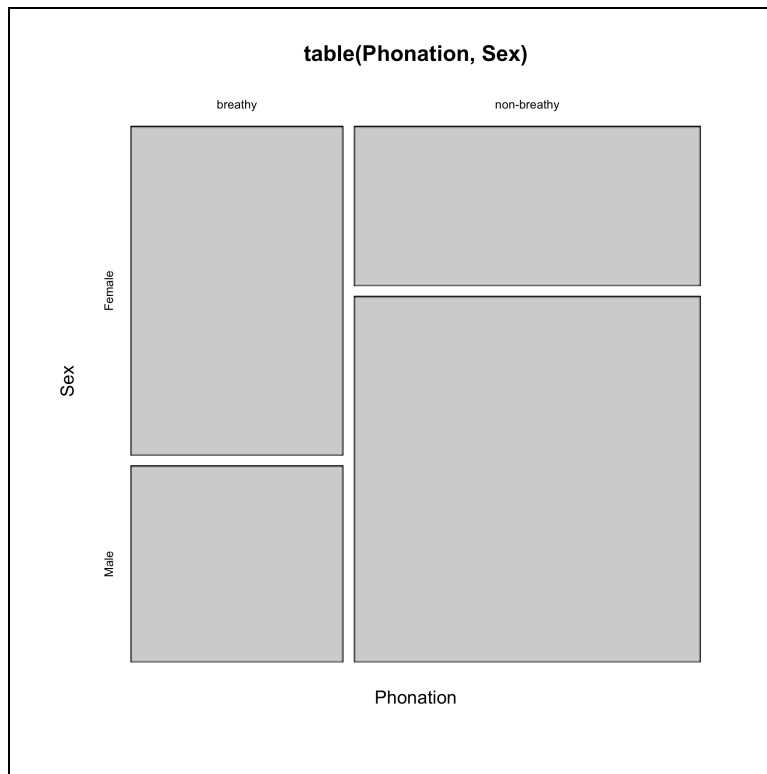 table(Phonation, Sex)
breathy non-breathy
Female
Sex
Male
Phonation